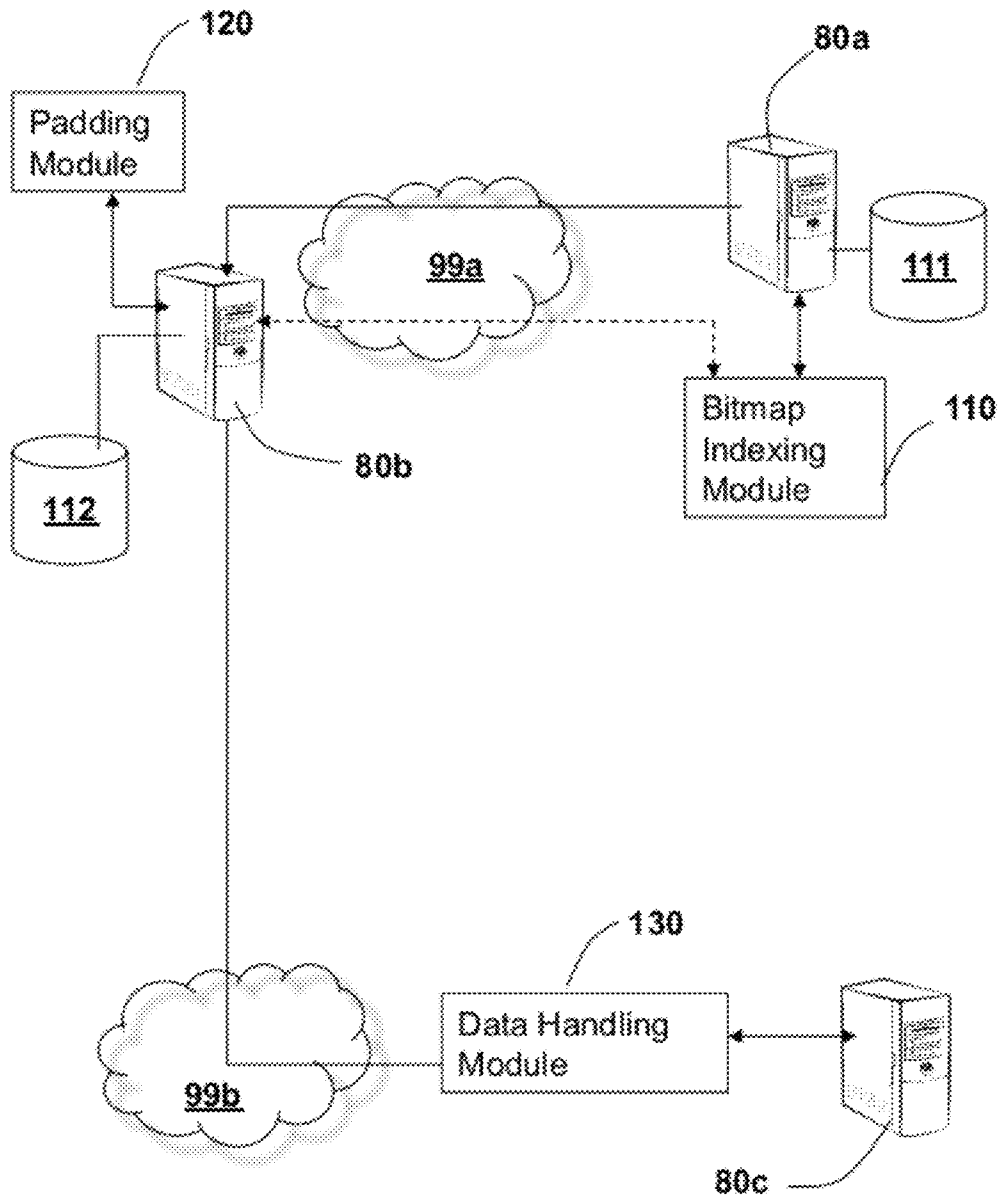 120
80a
Padding
Module
99a
111
Bitmap
Indexing
Module
110
80b
112
130
Data Handling
Module
99b
80c